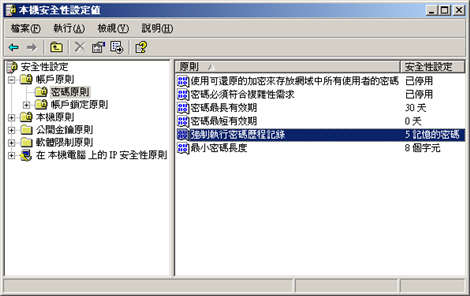 本機安全性設定值
檔案(F) 執行(A) 檢視(V) 說明(H)
安全性設定
帳戶原則
密碼原則
帳戶鎖定原則
本機原則
公開金鑰原則
軟體限制原則
在 本機電腦 上的 IP 安全性原則
原則 安全性設定
使用可還原的加密來存放網域中所有使用者的密碼 已停用
密碼必須符合複雜性需求 已停用
密碼最長有效期 30 天
密碼最短有效期 0 天
強制執行密碼歷程記錄 5 記憶的密碼
最小密碼長度 8 個字元